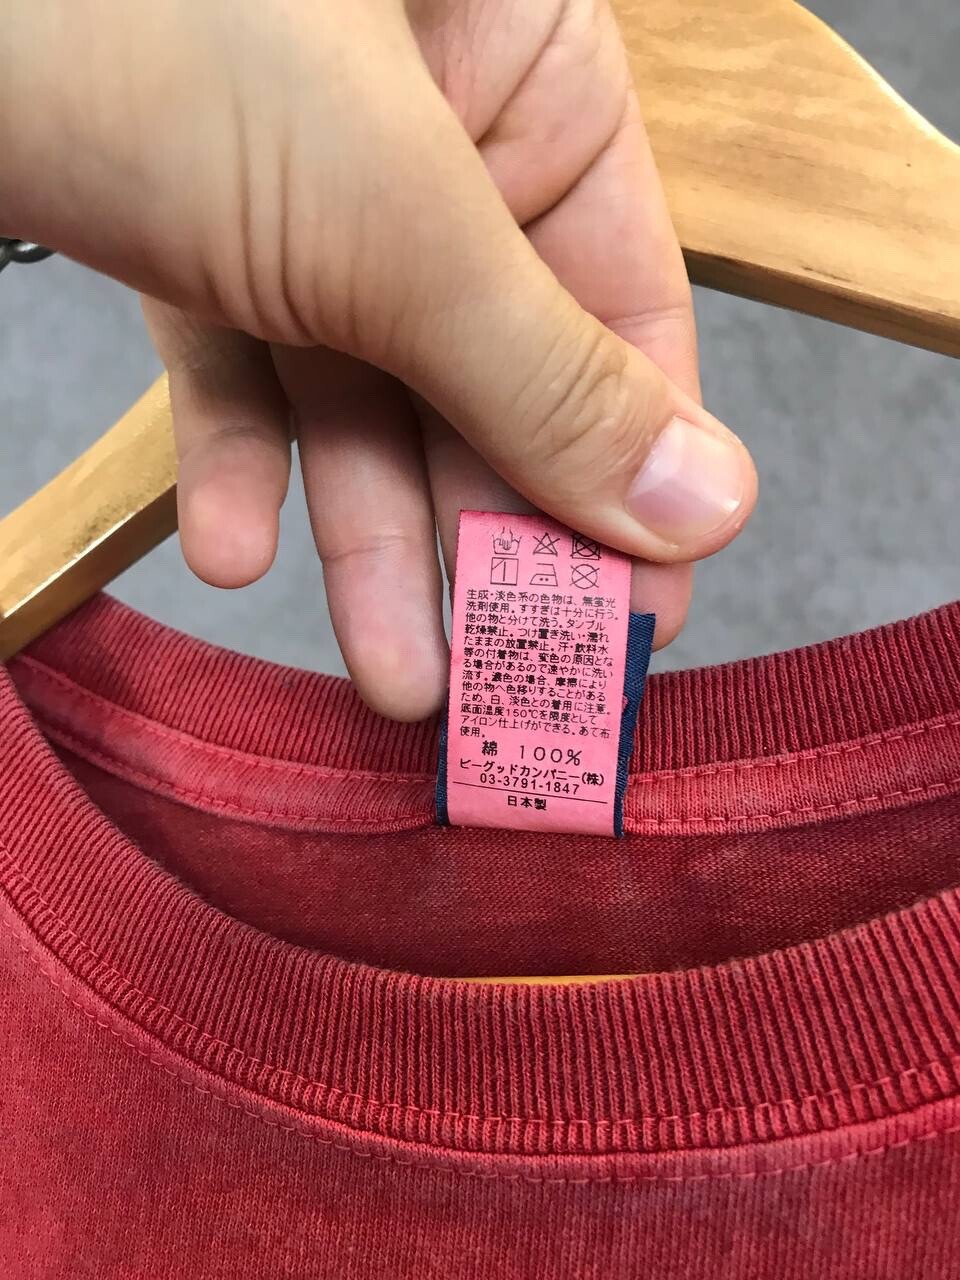 生成・淡色系の色物は、無蛍光
洗剤使用。すすぎは十分に行う。
他の物と分けて洗う。タンブル
乾燥禁止。つけ置き洗い・濡れ
たままの放置禁止。汗・飲料水
等の付着物は、変色の原因とな
る場合があるので速やかに洗い
流す。濃色の場合、摩擦により
他の物へ色移りすることがある
ため、白、淡色との着用に注意。
底面温度150℃を限度として
アイロン仕上げができる。あて布
使用。
綿 100%
ビーグッドカンパニー(株)
03-3791-1847
日本製